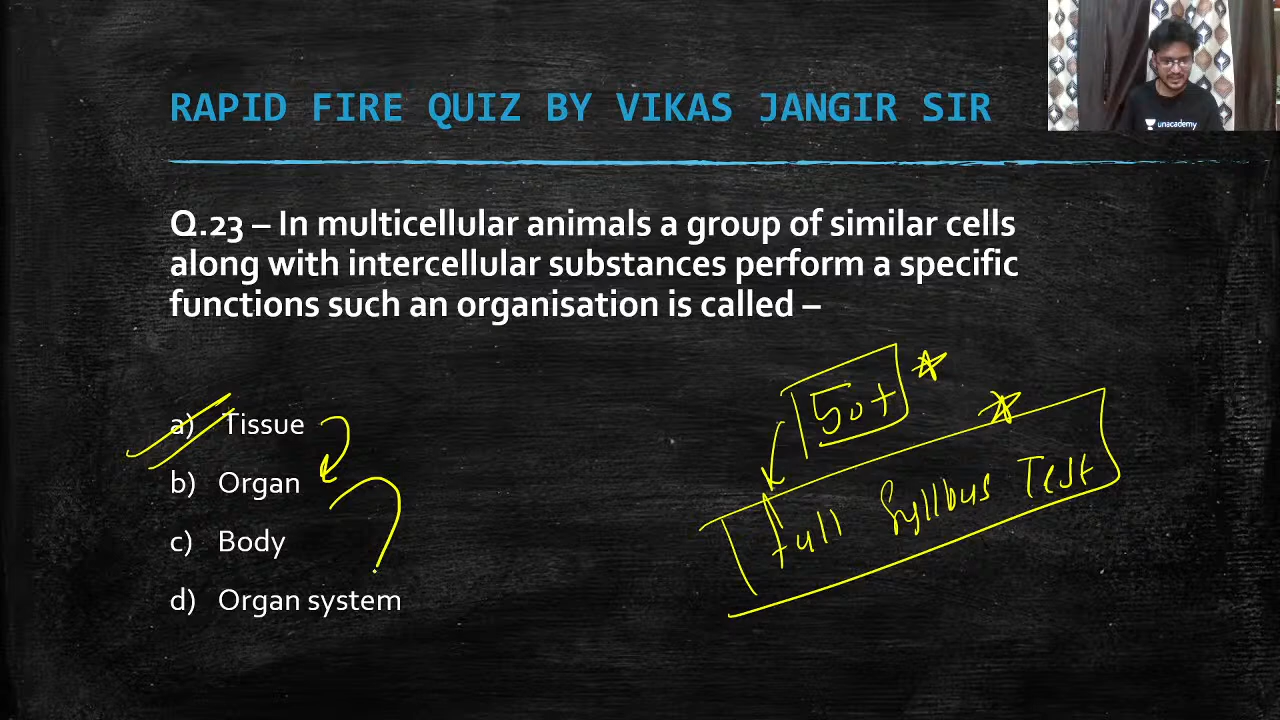 RAPID FIRE QUIZ BY VIKAS JANGIR SIR
unacademy
Q.23 – In multicellular animals a group of similar cells
along with intercellular substances perform a specific
functions such an organisation is called –
50+
a) Tissue
b) Organ
Full Syllbus Test
c) Body
d) Organ system